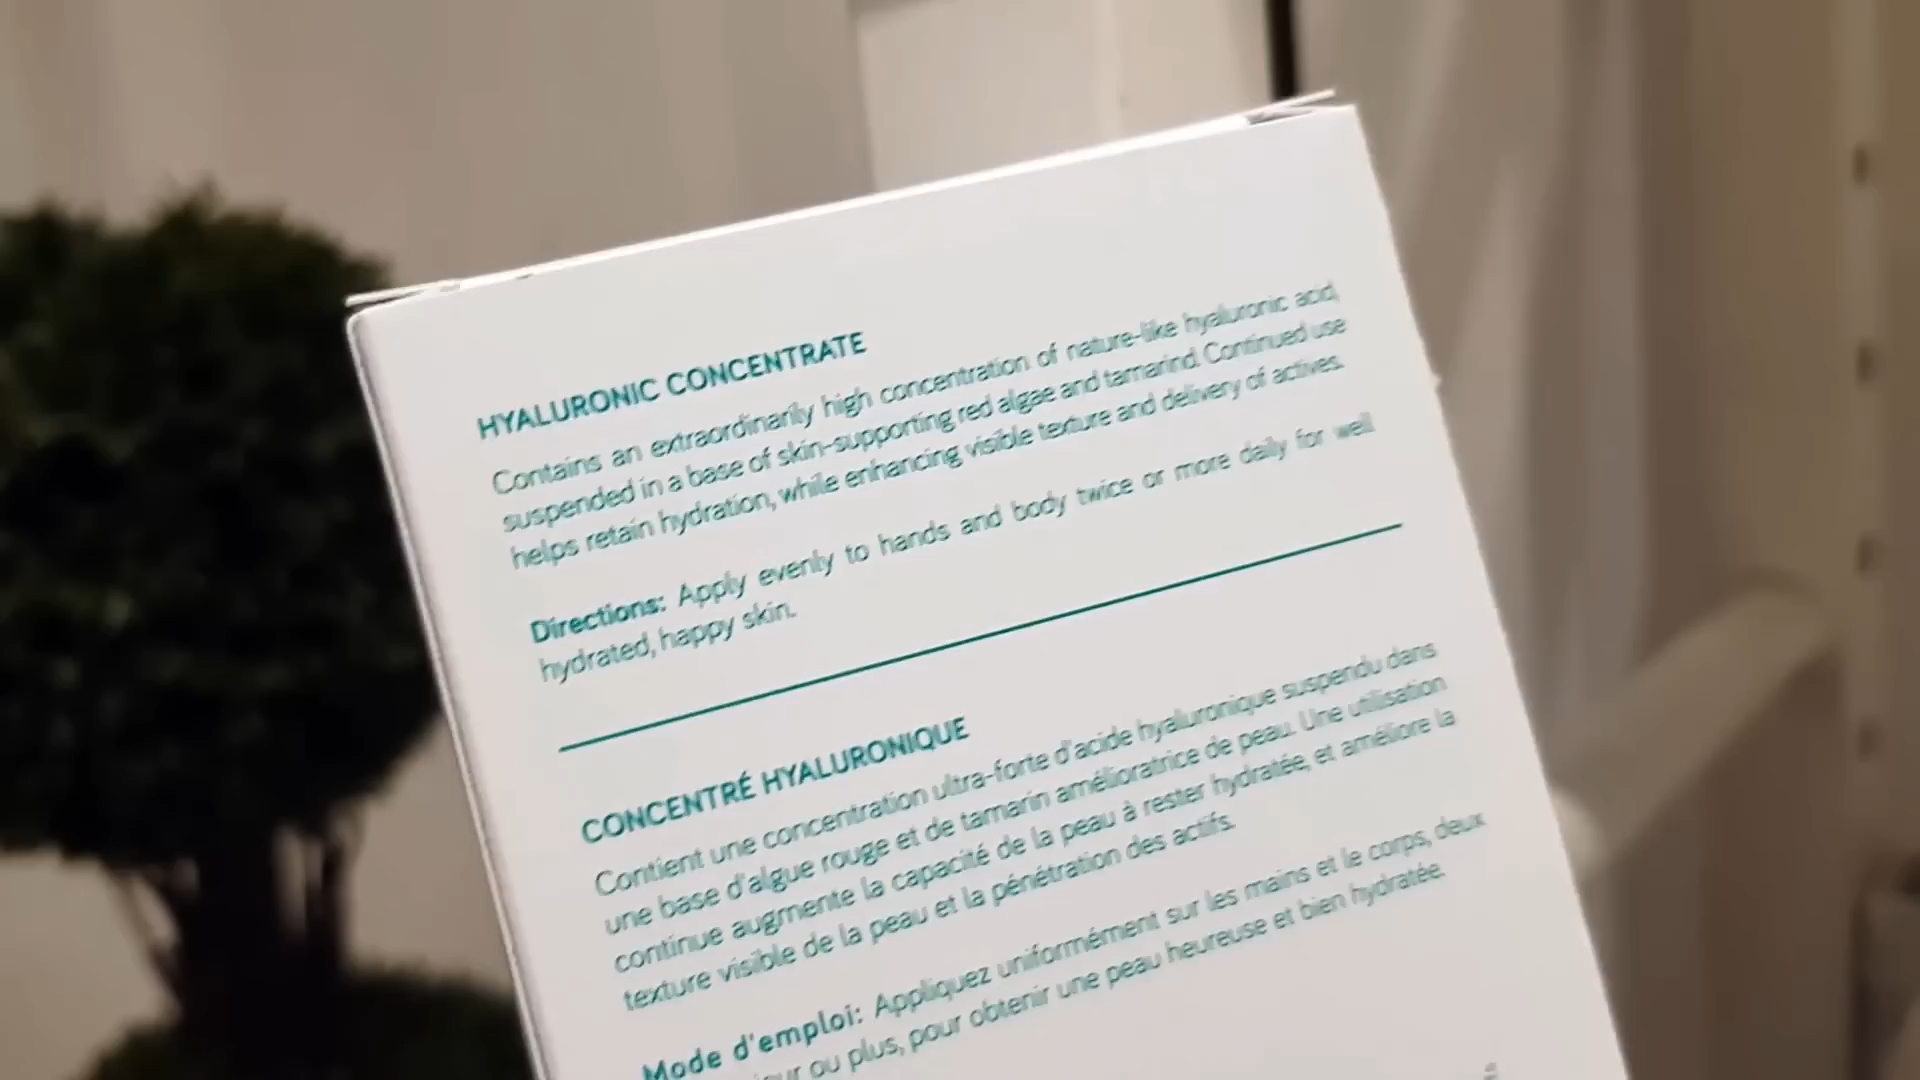 HYALURONIC CONCENTRATE
Contains an extraordinarily high concentration of nature-like hyaluronic acid,
suspended in a base of skin-supporting red algae and tamarind. Continued use
helps retain hydration, while enhancing visible texture and delivery of actives.
Directions: Apply evenly to hands and body twice or more daily for well
hydrated, happy skin.
CONCENTRÉ HYALURONIQUE
Contient une concentration ultra-forte d'acide hyaluronique suspendu dans
une base d'algue rouge et de tamarin amélioratrice de peau. Une utilisation
continue augmente la capacité de la peau à rester hydratée, et améliore la
texture visible de la peau et la pénétration des actifs.
Mode d'emploi: Appliquez uniformément sur les mains et le corps, deux
ou plus, pour obtenir une peau heureuse et bien hydratée.